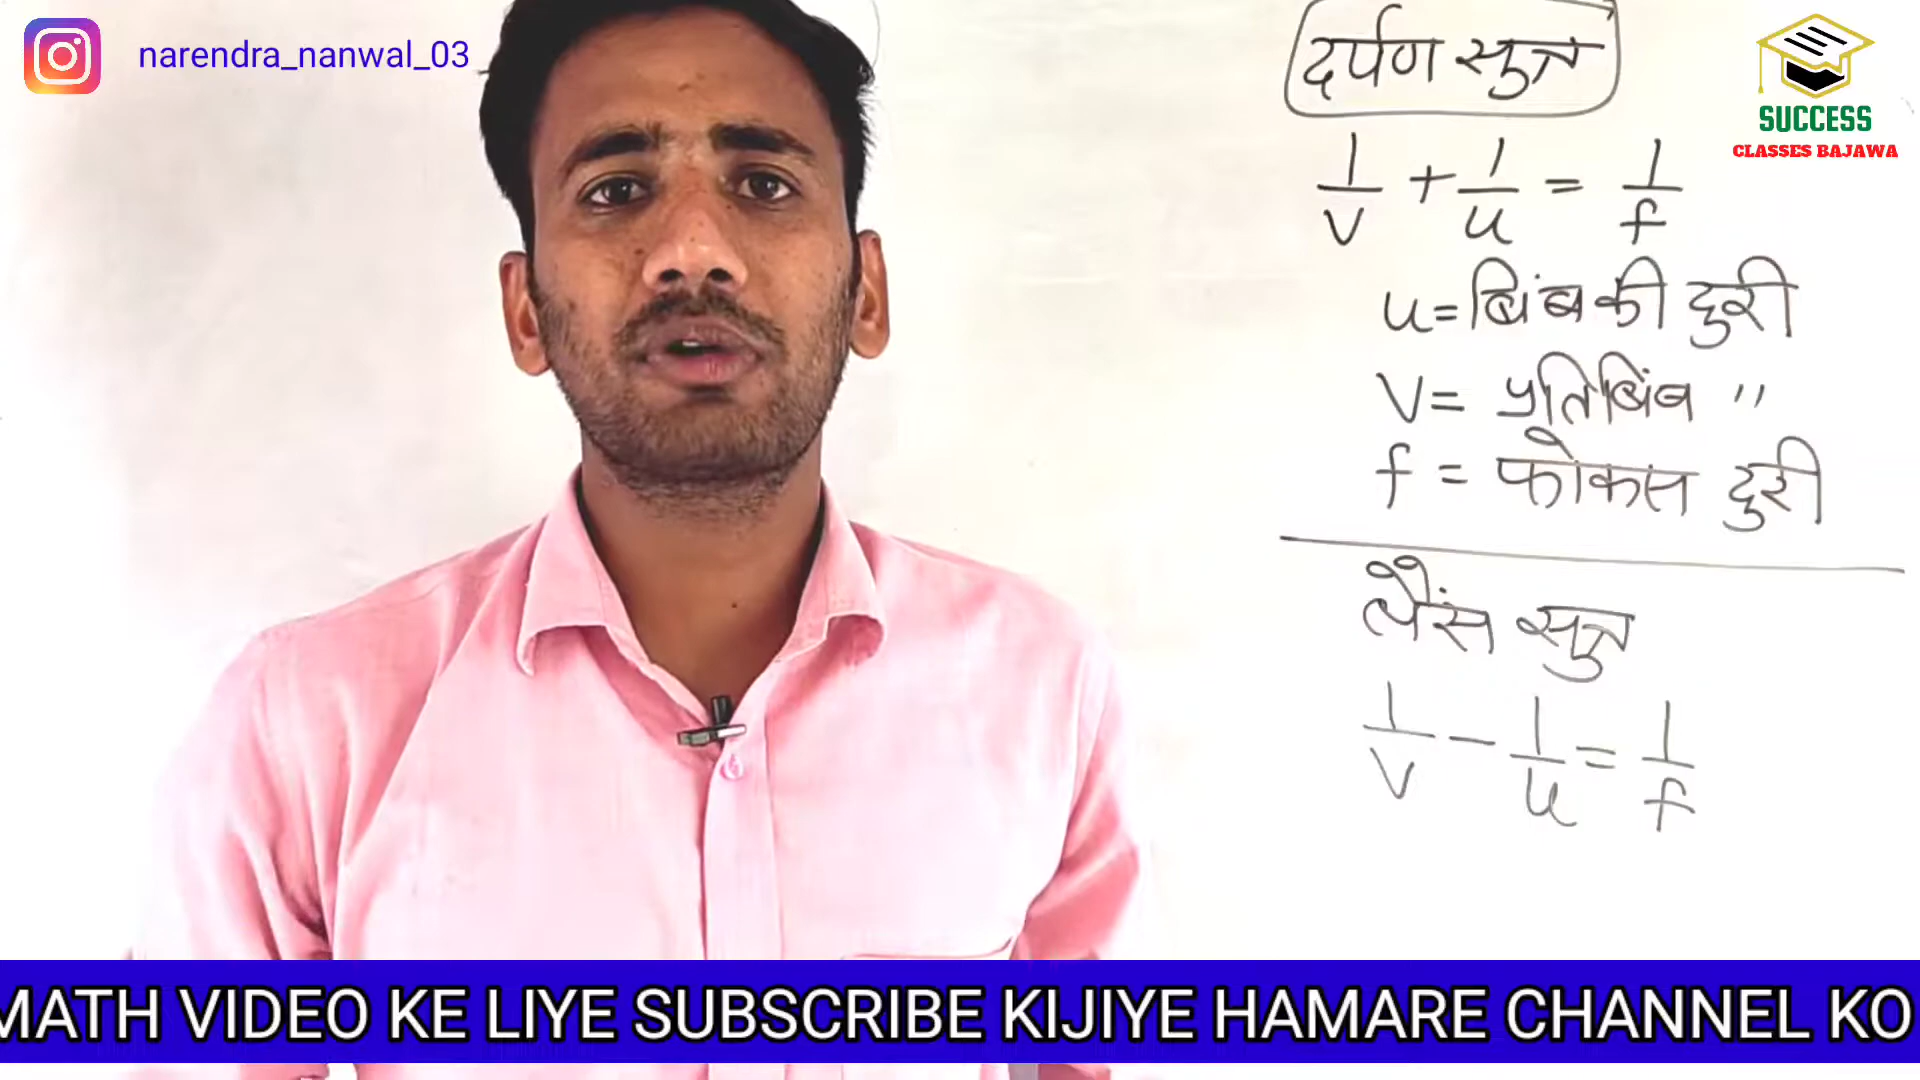 narendra_nanwal_03
दर्पण सुत्र
1/v + 1/u = 1/f
u = बिंब की दुरी
V = प्रतिबिंब "
f = फोकस दुरी
लैंस सुत्र
1/v - 1/u = 1/f
SUCCESS
CLASSES BAJAWA
MATH VIDEO KE LIYE SUBSCRIBE KIJIYE HAMARE CHANNEL KO